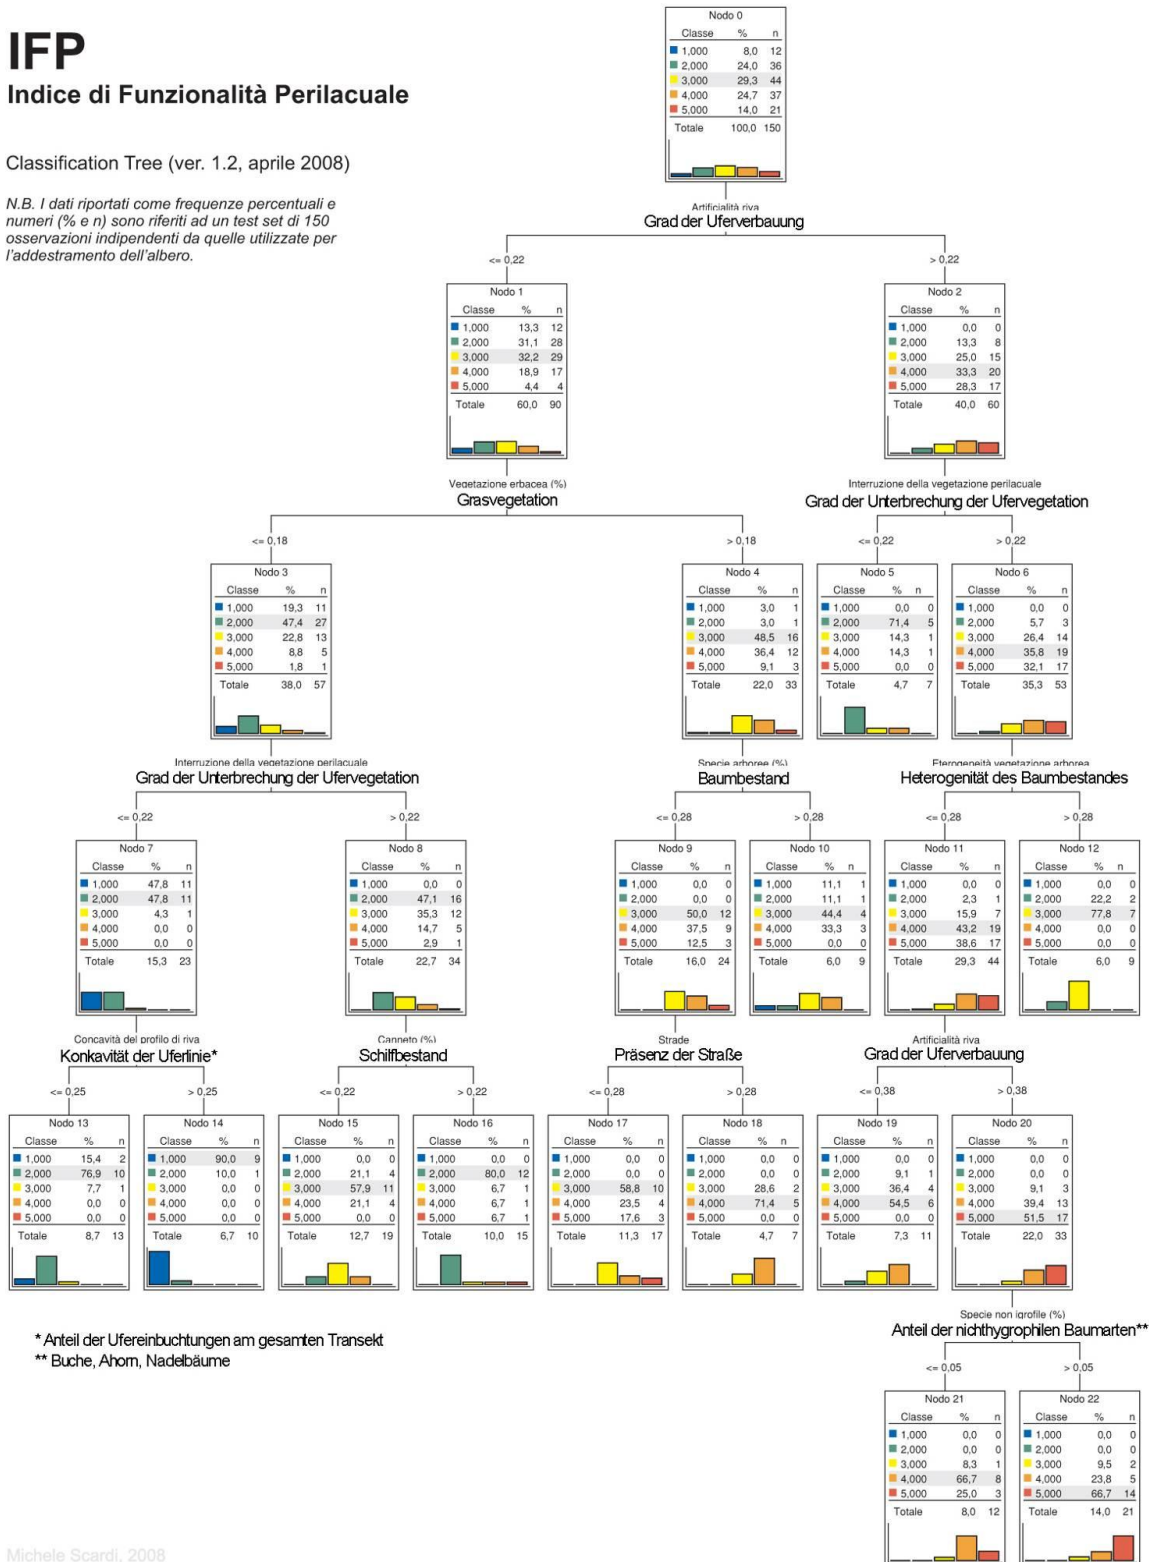 IFP
Indice di Funzionalità Perilacuale
Classification Tree (ver. 1.2, aprile 2008)
N.B. I dati riportati come frequenze percentuali e
numeri (% e n) sono riferiti ad un test set di 150
osservazioni indipendenti da quelle utilizzate per
l'addestramento dell'albero.
Nodo 0
Classe % n
1,000 8,0 12
2,000 24,0 36
3,000 29,3 44
4,000 24,7 37
5,000 14,0 21
Totale 100,0 150
Artificialità riva
Grad der Uferverbauung
<= 0,22
> 0,22
Nodo 1
Classe % n
1,000 13,3 12
2,000 31,1 28
3,000 32,2 29
4,000 18,9 17
5,000 4,4 4
Totale 60,0 90
Vegetazione erbacea (%)
Grasvegetation
Nodo 2
Classe % n
1,000 0,0 0
2,000 13,3 8
3,000 25,0 15
4,000 33,3 20
5,000 28,3 17
Totale 40,0 60
Interruzione della vegetazione perilacuale
Grad der Unterbrechung der Ufervegetation
<= 0,18
> 0,18
<= 0,22
> 0,22
Nodo 3
Classe % n
1,000 19,3 11
2,000 47,4 27
3,000 22,8 13
4,000 8,8 5
5,000 1,8 1
Totale 38,0 57
Interruzione della vegetazione perilacuale
Grad der Unterbrechung der Ufervegetation
Nodo 4
Classe % n
1,000 3,0 1
2,000 3,0 1
3,000 48,5 16
4,000 36,4 12
5,000 9,1 3
Totale 22,0 33
Specie arboree (%)
Baumbestand
Nodo 5
Classe % n
1,000 0,0 0
2,000 71,4 5
3,000 14,3 1
4,000 14,3 1
5,000 0,0 0
Totale 4,7 7
Nodo 6
Classe % n
1,000 0,0 0
2,000 5,7 3
3,000 26,4 14
4,000 35,8 19
5,000 32,1 17
Totale 35,3 53
Eterogeneità vegetazione arborea
Heterogenität des Baumbestandes
<= 0,22
> 0,22
<= 0,28
> 0,28
<= 0,28
> 0,28
Nodo 7
Classe % n
1,000 47,8 11
2,000 47,8 11
3,000 4,3 1
4,000 0,0 0
5,000 0,0 0
Totale 15,3 23
Concavità del profilo di riva
Konkavität der Uferlinie*
Nodo 8
Classe % n
1,000 0,0 0
2,000 47,1 16
3,000 35,3 12
4,000 14,7 5
5,000 2,9 1
Totale 22,7 34
Canneto (%)
Schilfbestand
Nodo 9
Classe % n
1,000 0,0 0
2,000 0,0 0
3,000 50,0 12
4,000 37,5 9
5,000 12,5 3
Totale 16,0 24
Strade
Präsenz der Straße
Nodo 10
Classe % n
1,000 11,1 1
2,000 11,1 1
3,000 44,4 4
4,000 33,3 3
5,000 0,0 0
Totale 6,0 9
Nodo 11
Classe % n
1,000 0,0 0
2,000 2,3 1
3,000 15,9 7
4,000 43,2 19
5,000 38,6 17
Totale 29,3 44
Artificialità riva
Grad der Uferverbauung
Nodo 12
Classe % n
1,000 0,0 0
2,000 22,2 2
3,000 77,8 7
4,000 0,0 0
5,000 0,0 0
Totale 6,0 9
<= 0,25
> 0,25
<= 0,22
> 0,22
<= 0,28
> 0,28
<= 0,38
> 0,38
Nodo 13
Classe % n
1,000 15,4 2
2,000 76,9 10
3,000 7,7 1
4,000 0,0 0
5,000 0,0 0
Totale 8,7 13
Nodo 14
Classe % n
1,000 90,0 9
2,000 10,0 1
3,000 0,0 0
4,000 0,0 0
5,000 0,0 0
Totale 6,7 10
Nodo 15
Classe % n
1,000 0,0 0
2,000 21,1 4
3,000 57,9 11
4,000 21,1 4
5,000 0,0 0
Totale 12,7 19
Nodo 16
Classe % n
1,000 0,0 0
2,000 80,0 12
3,000 6,7 1
4,000 6,7 1
5,000 6,7 1
Totale 10,0 15
Nodo 17
Classe % n
1,000 0,0 0
2,000 0,0 0
3,000 58,8 10
4,000 23,5 4
5,000 17,6 3
Totale 11,3 17
Nodo 18
Classe % n
1,000 0,0 0
2,000 0,0 0
3,000 28,6 2
4,000 71,4 5
5,000 0,0 0
Totale 4,7 7
Nodo 19
Classe % n
1,000 0,0 0
2,000 9,1 1
3,000 36,4 4
4,000 54,5 6
5,000 0,0 0
Totale 7,3 11
Nodo 20
Classe % n
1,000 0,0 0
2,000 0,0 0
3,000 9,1 3
4,000 39,4 13
5,000 51,5 17
Totale 22,0 33
Specie non igrofile (%)
Anteil der nichthygrophilen Baumarten**
* Anteil der Ufereinbuchtungen am gesamten Transekt
** Buche, Ahorn, Nadelbäume
<= 0,05
> 0,05
Nodo 21
Classe % n
1,000 0,0 0
2,000 0,0 0
3,000 8,3 1
4,000 66,7 8
5,000 25,0 3
Totale 8,0 12
Nodo 22
Classe % n
1,000 0,0 0
2,000 0,0 0
3,000 9,5 2
4,000 23,8 5
5,000 66,7 14
Totale 14,0 21
Michele Scardi, 2008